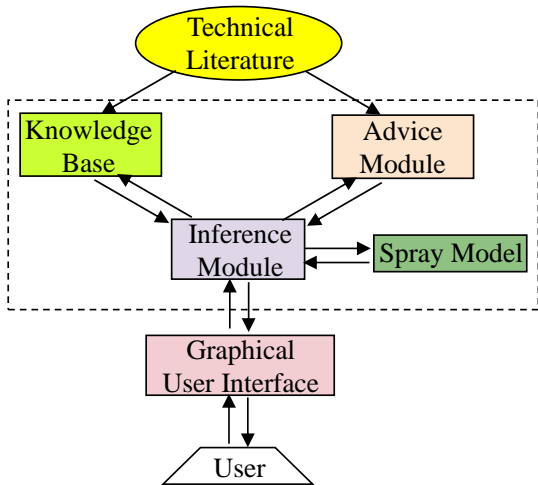 Technical
Literature
Knowledge
Base
Advice
Module
Inference
Module
Spray Model
Graphical
User Interface
User